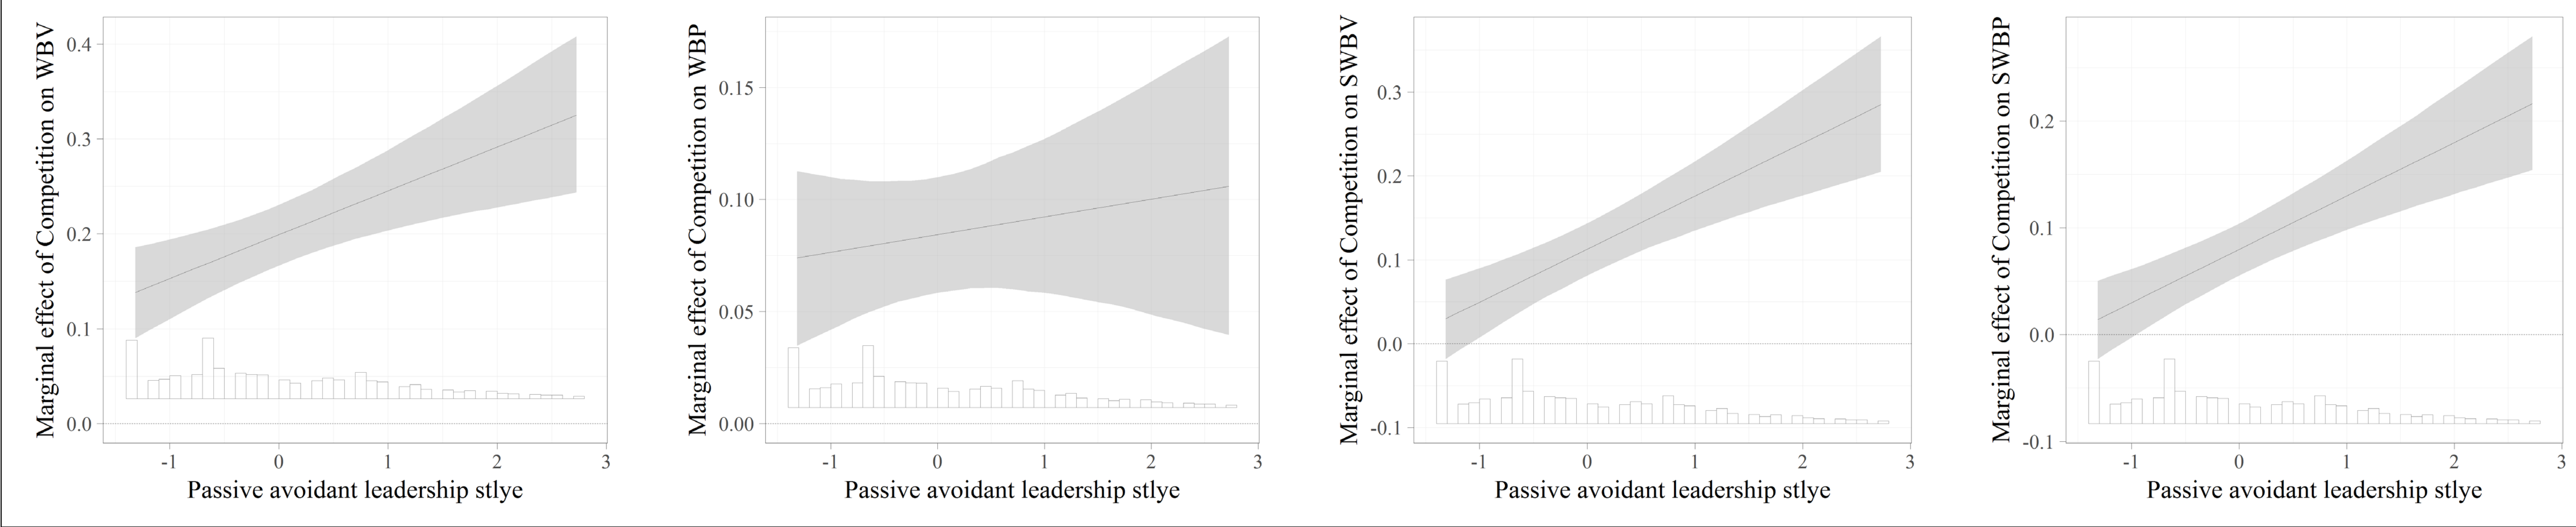 Marginal effect of Competition on WBV
0.4
0.3
0.2
0.1
0.0
-1 0 1 2 3
Passive avoidant leadership stlye
Marginal effect of Competition on WBP
0.15
0.10
0.05
0.00
-1 0 1 2 3
Passive avoidant leadership stlye
Marginal effect of Competition on SWBV
0.3
0.2
0.1
0.0
-0.1
-1 0 1 2 3
Passive avoidant leadership stlye
Marginal effect of Competition on SWBP
0.2
0.1
0.0
-0.1
-1 0 1 2 3
Passive avoidant leadership stlye